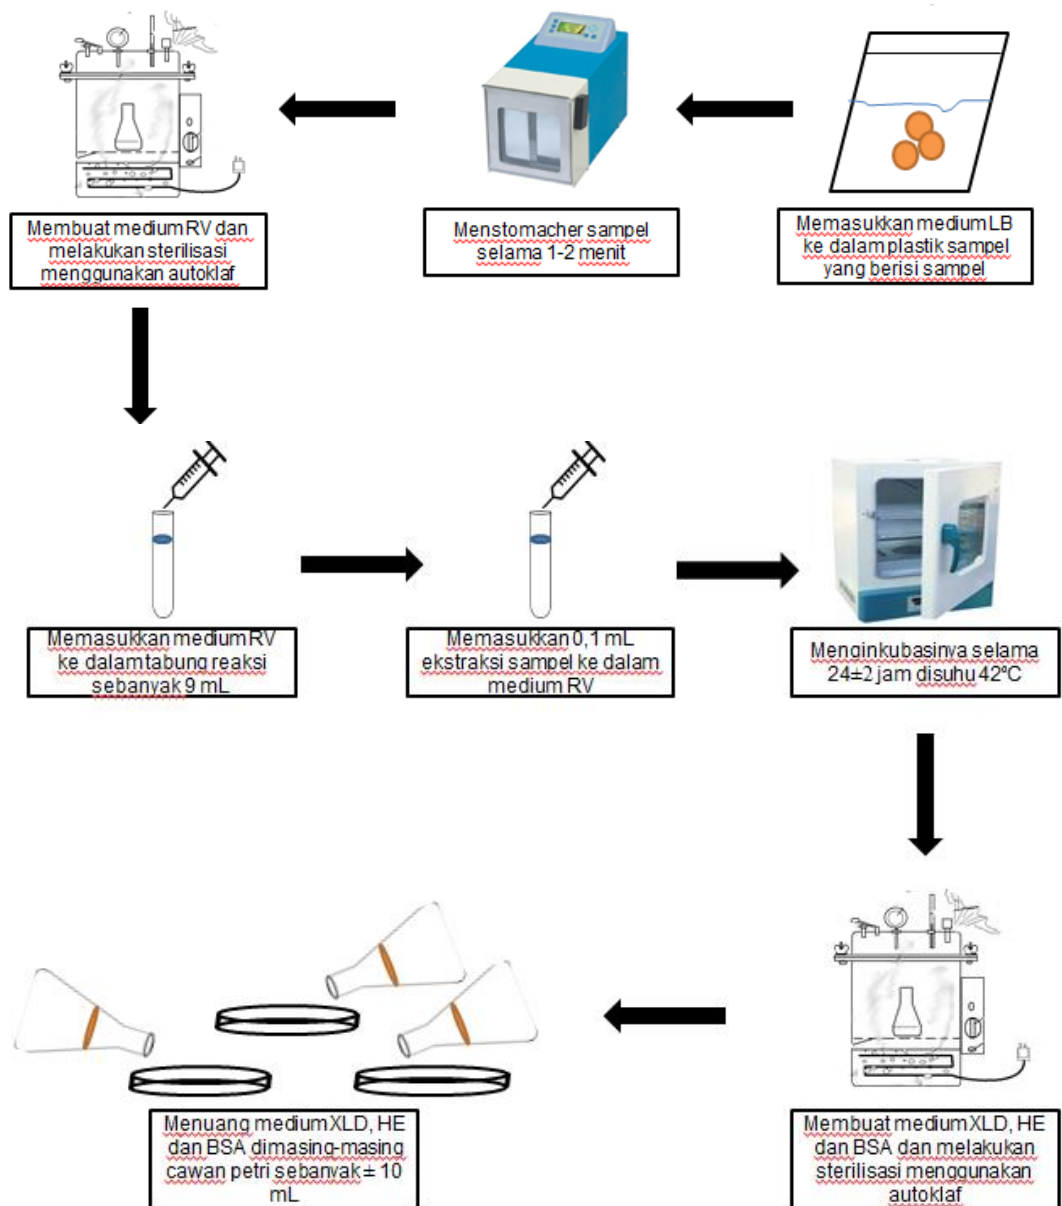 Memasukkan medium LB
ke dalam plastik sampel
yang berisi sampel
Menstomacher sampel
selama 1-2 menit
Membuat medium RV dan
melakukan sterilisasi
menggunakan autoklaf
Memasukkan medium RV
ke dalamtabung reaksi
sebanyak 9 mL
Memasukkan 0,1 mL
ekstraksi sampel ke dalam
medium RV
Menginkubasinya selama
24±2 jam disuhu 42ºC
Membuat medium XLD, HE
dan BSA dan melakukan
sterilisasi menggunakan
autoklaf
Menuang medium XLD, HE
dan BSA dimasing-masing
cawan petri sebanyak ± 10
mL